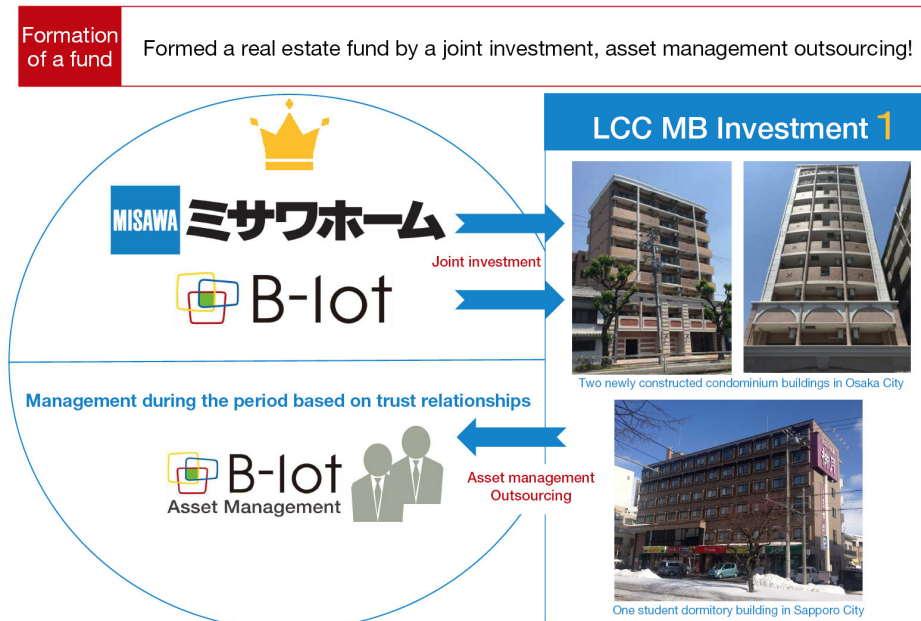 Formation
of a fund
Formed a real estate fund by a joint investment, asset management outsourcing!
LCC MB Investment 1
MISAWA ミサワホーム
Joint investment
B-lot
Two newly constructed condominium buildings in Osaka City
Management during the period based on trust relationships
B-lot
Asset Management
Asset management
Outsourcing
One student dormitory building in Sapporo City